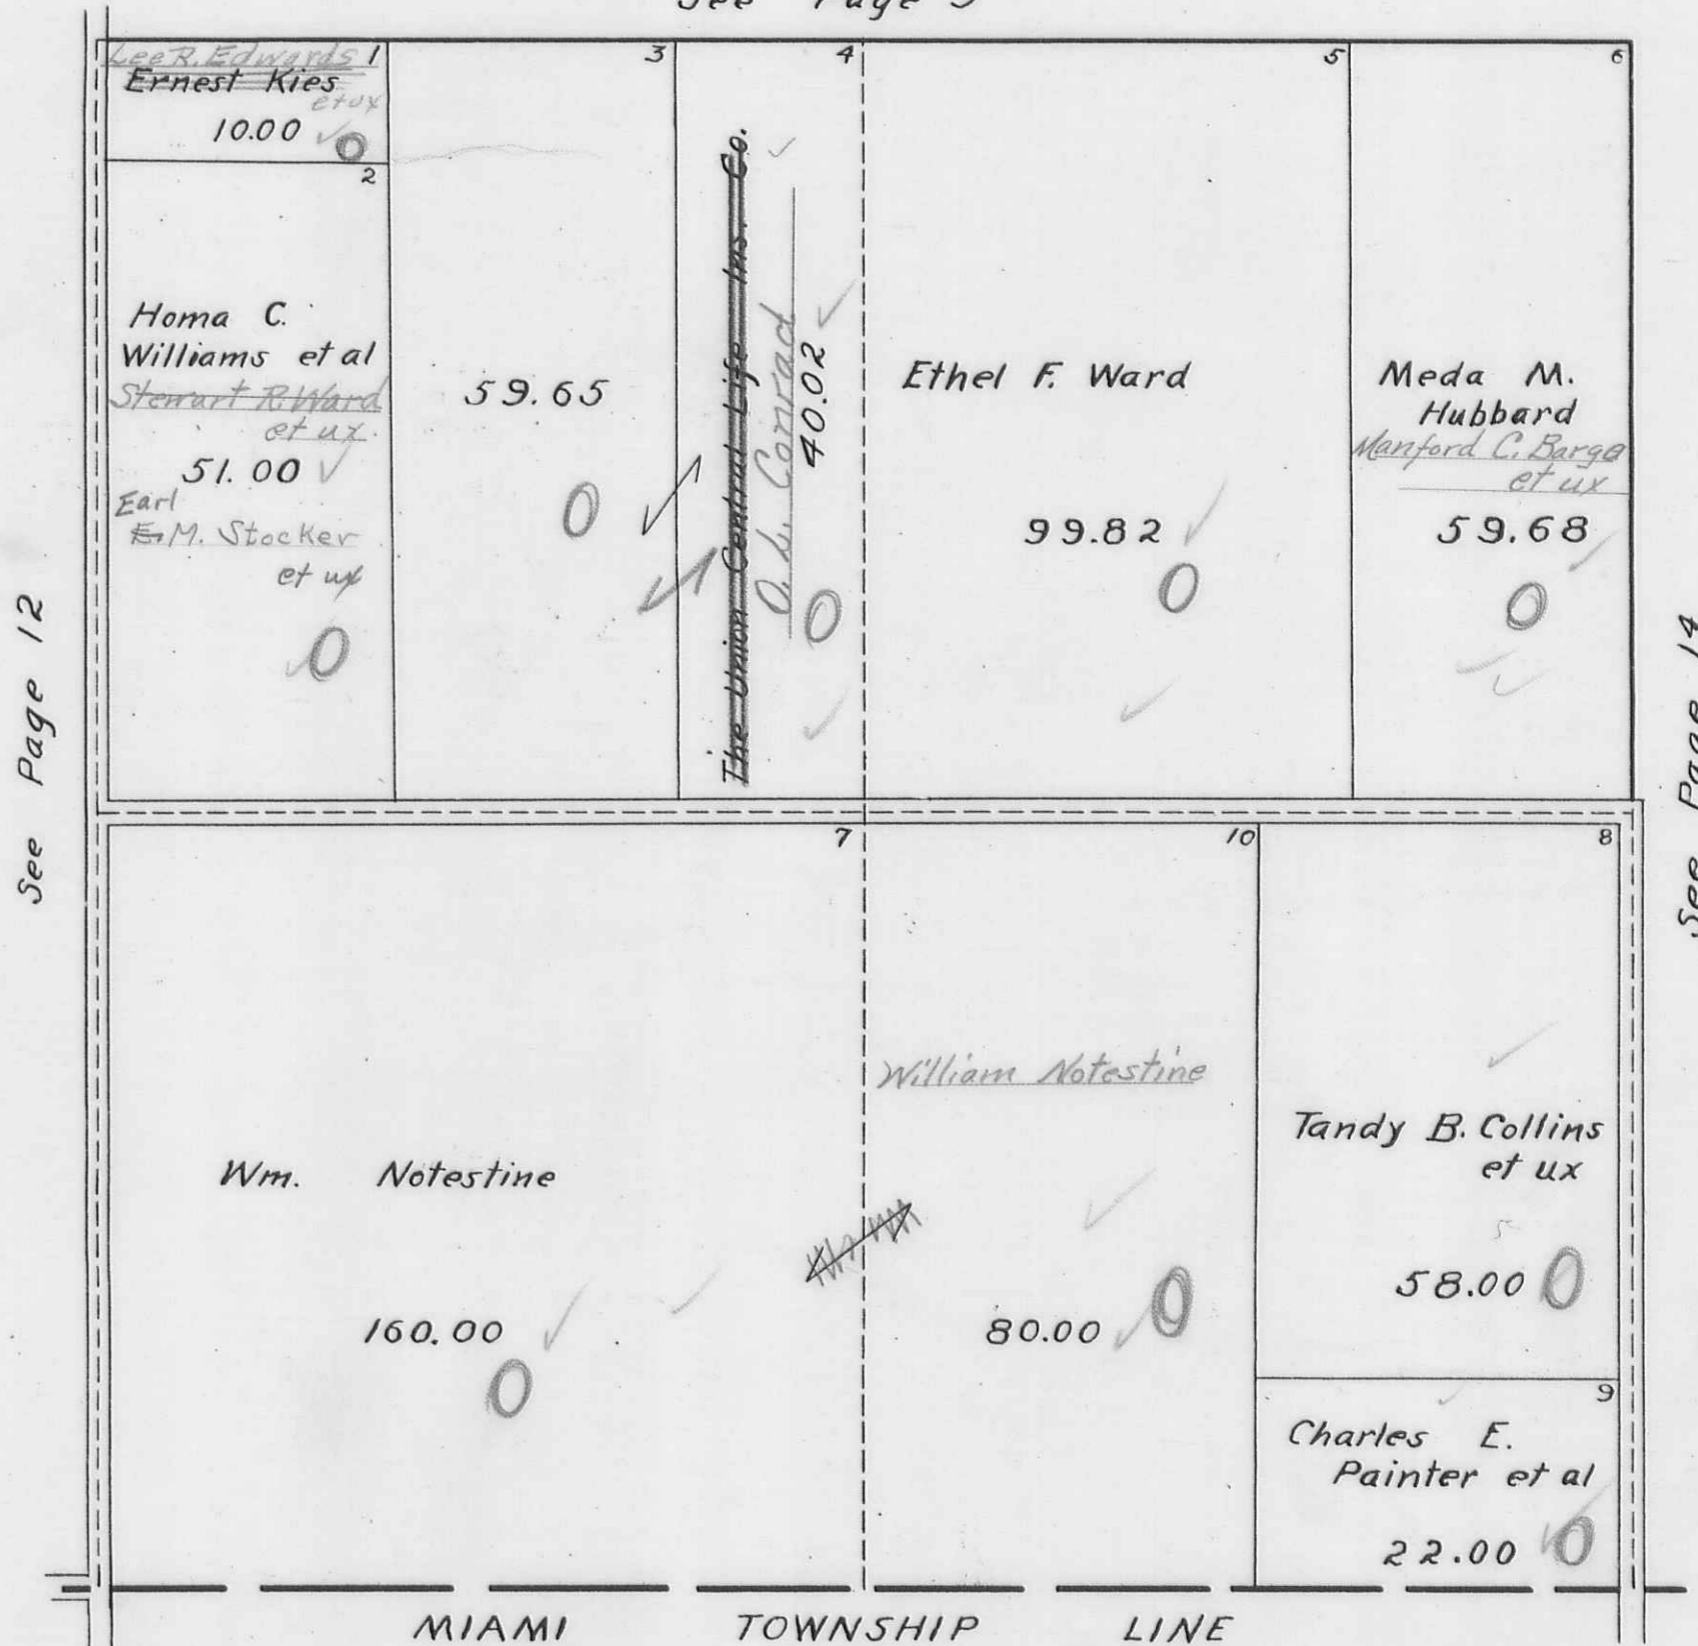 See Page
Lee R. Edwards 1
Ernest Kies
et ux
10.00
2
Homa C.
Williams et al
Stewart R. Ward
et ux.
51.00
Earl
E. M. Stocker
et ux
3
59.65
4
The Union Central Life Ins. Co.
O. L. Conrad
40.02
5
Ethel F. Ward
99.82
6
Meda M.
Hubbard
Manford C. Barge
et ux
59.68
See Page 12
See Page 14
7
Wm. Notestine
160.00
10
William Notestine
80.00
8
Tandy B. Collins
et ux
58.00
9
Charles E.
Painter et al
22.00
MIAMI TOWNSHIP LINE